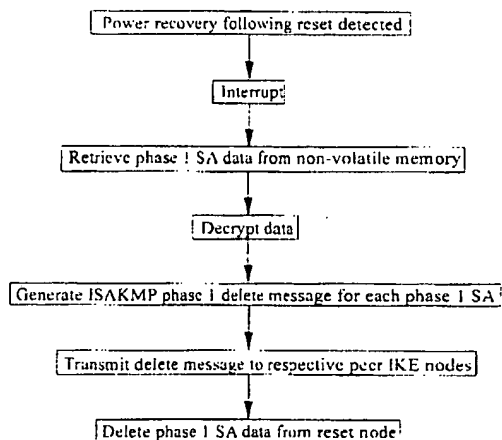 Power recovery following reset detected
Interrupt
Retrieve phase 1 SA data from non-volatile memory
Decrypt data
Generate ISAKMP phase 1 delete message for each phase 1 SA
Transmit delete message to respective peer IKE nodes
Delete phase 1 SA data from reset node